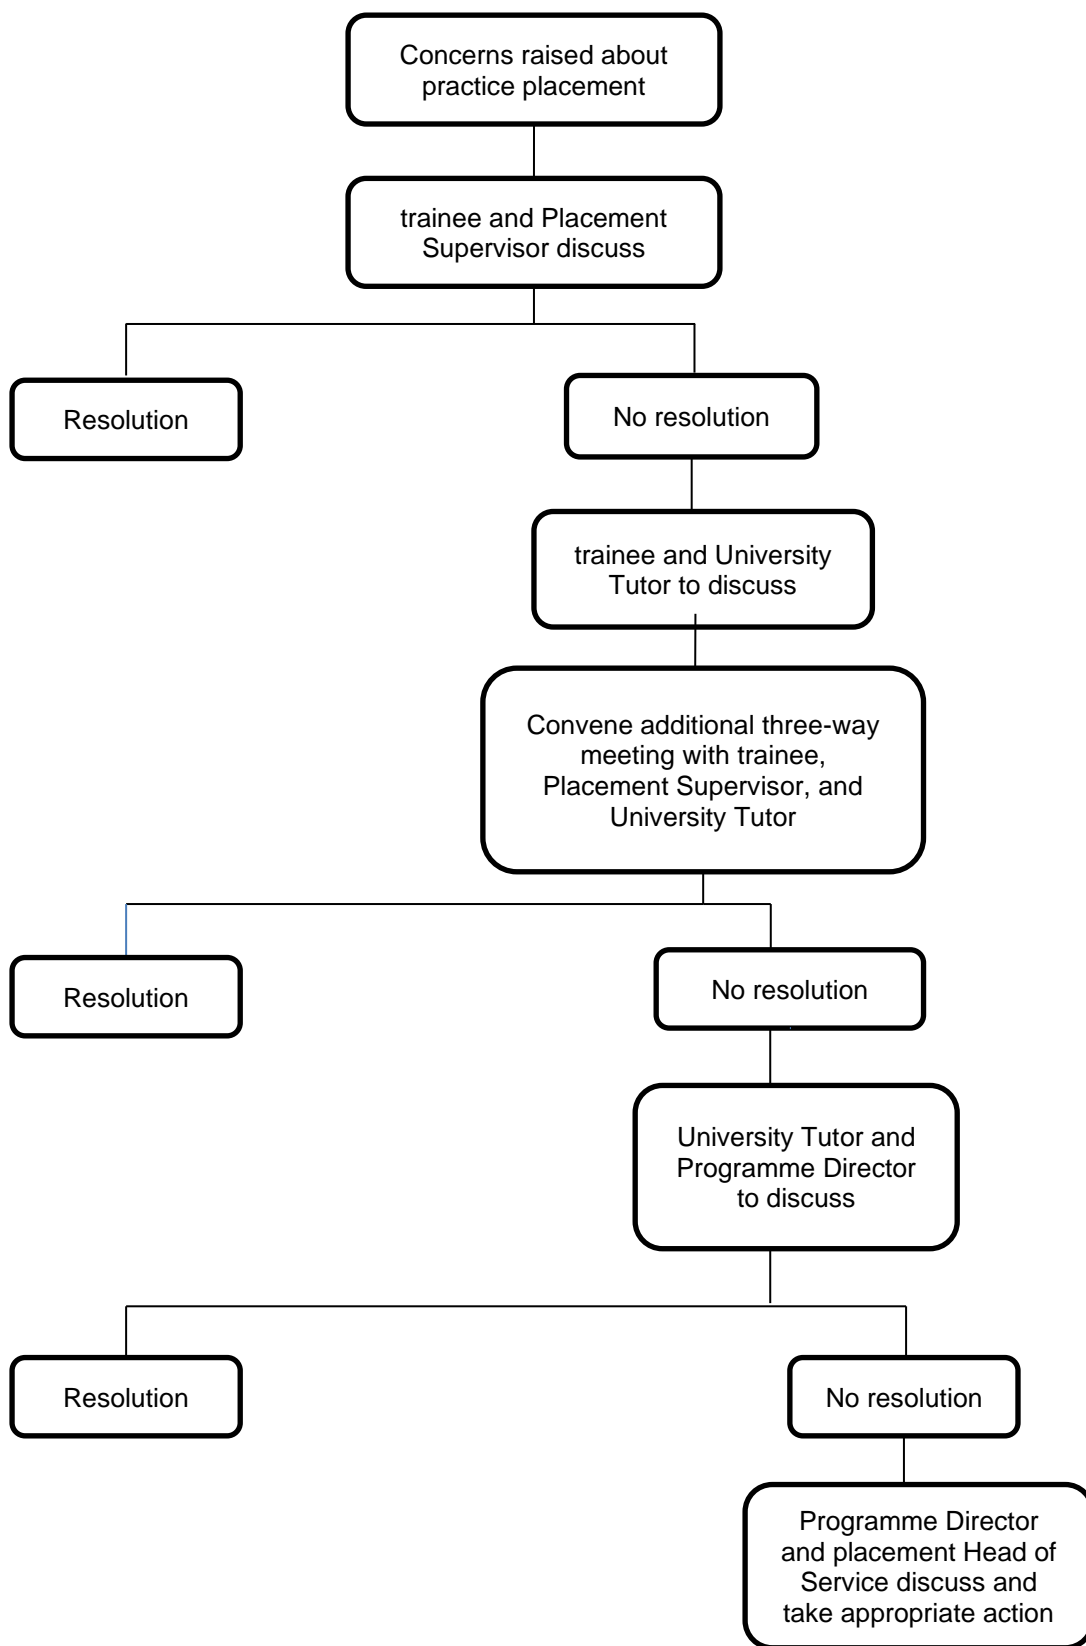 Concerns raised about
practice placement
trainee and Placement
Supervisor discuss
Resolution
No resolution
trainee and University
Tutor to discuss
Convene additional three-way
meeting with trainee,
Placement Supervisor, and
University Tutor
Resolution
No resolution
University Tutor and
Programme Director
to discuss
Resolution
No resolution
Programme Director
and placement Head of
Service discuss and
take appropriate action